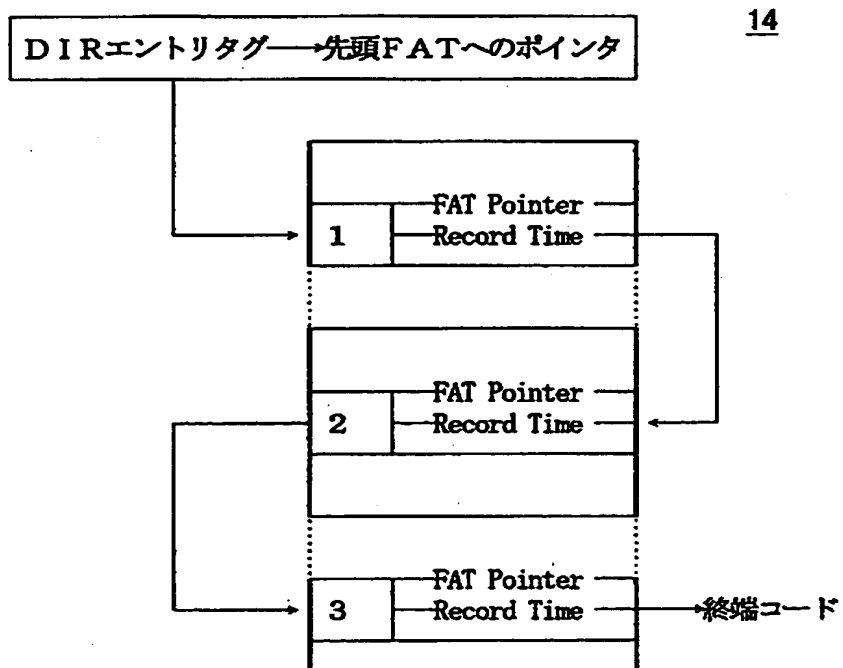 14
ＤＩＲエントリタグ→先頭ＦＡＴへのポインタ
FAT Pointer
1 Record Time
FAT Pointer
2 Record Time
FAT Pointer
3 Record Time →終端コード